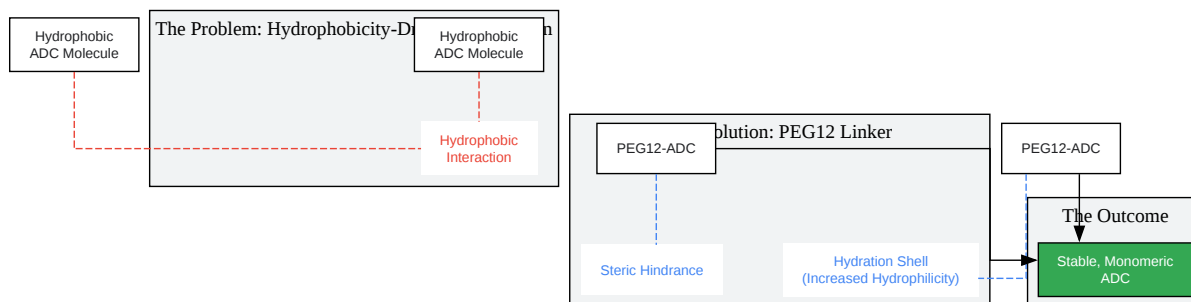 Hydrophobic
ADC Molecule
The Problem: Hydrophobicity-Dr
Hydrophobic
ADC Molecule
Hydrophobic
Interaction
PEG12-ADC
olution: PEG12 Linker
PEG12-ADC
Steric Hindrance
Hydration Shell
(Increased Hydrophilicity)
The Outcome
Stable, Monomeric
ADC